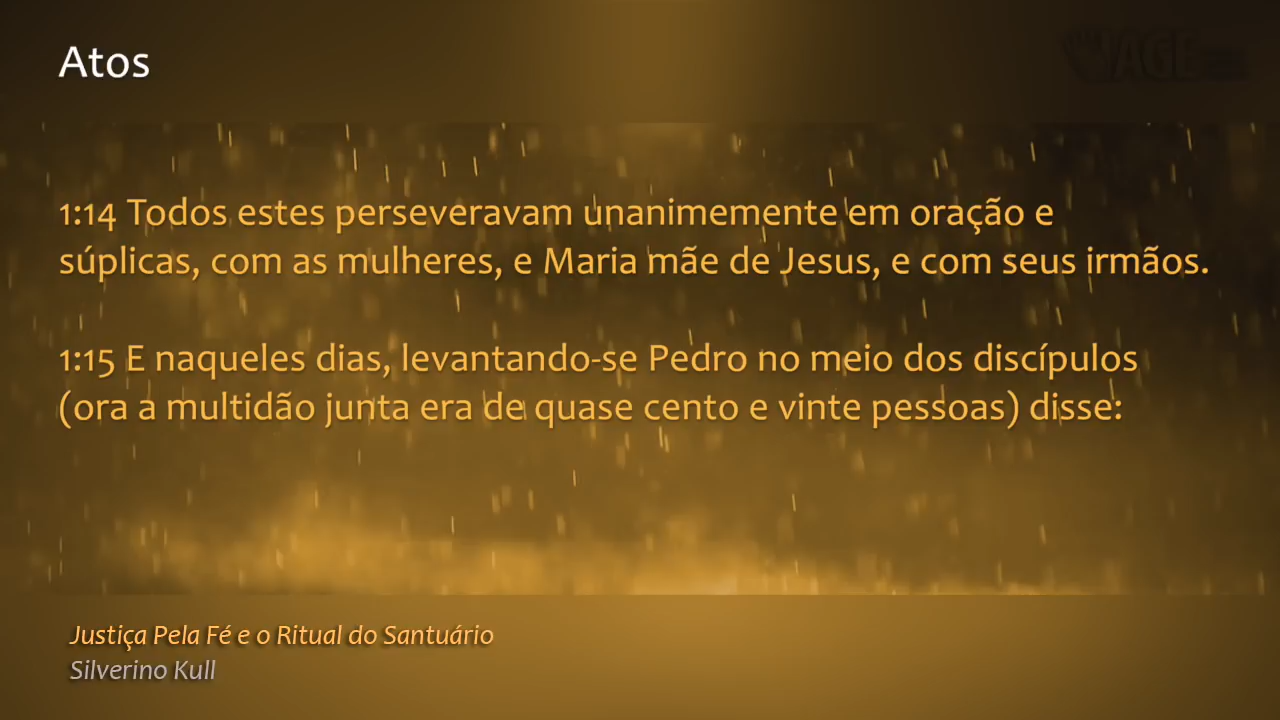 Atos
1:14 Todos estes perseveravam unanimemente em oração e
súplicas, com as mulheres, e Maria mãe de Jesus, e com seus irmãos.
1:15 E naqueles dias, levantando-se Pedro no meio dos discípulos
(ora a multidão junta era de quase cento e vinte pessoas) disse:
Justiça Pela Fé e o Ritual do Santuário
Silverino Kull